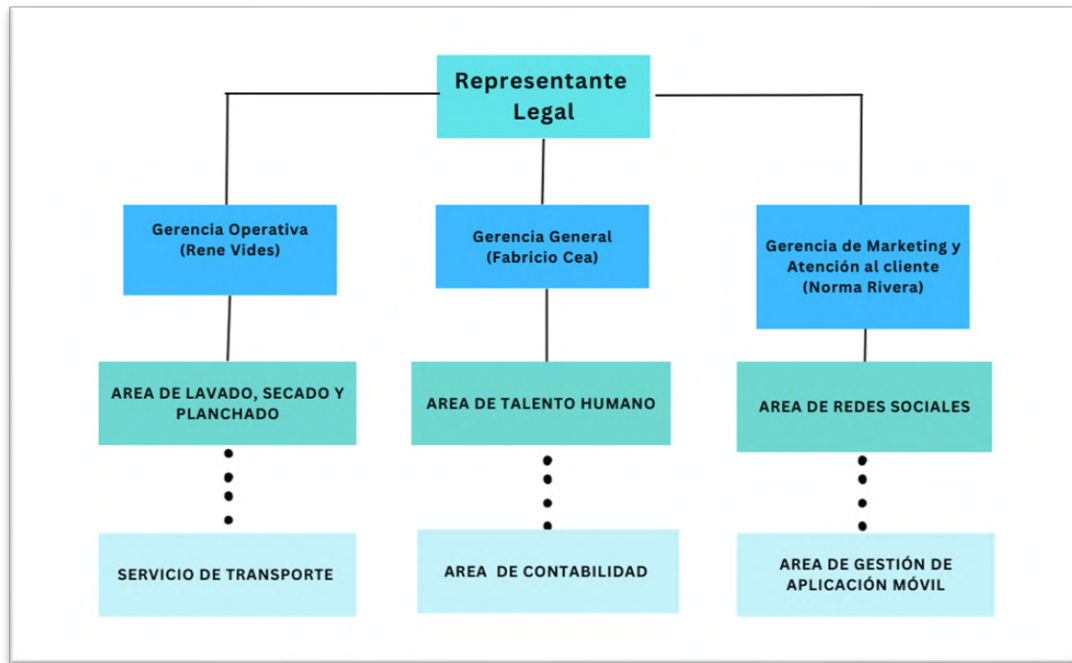 Representante
Legal
Gerencia Operativa
(Rene Vides)
Gerencia General
(Fabricio Cea)
Gerencia de Marketing y
Atención al cliente
(Norma Rivera)
AREA DE LAVADO, SECADO Y
PLANCHADO
AREA DE TALENTO HUMANO
AREA DE REDES SOCIALES
SERVICIO DE TRANSPORTE
AREA DE CONTABILIDAD
AREA DE GESTIÓN DE
APLICACIÓN MÓVIL